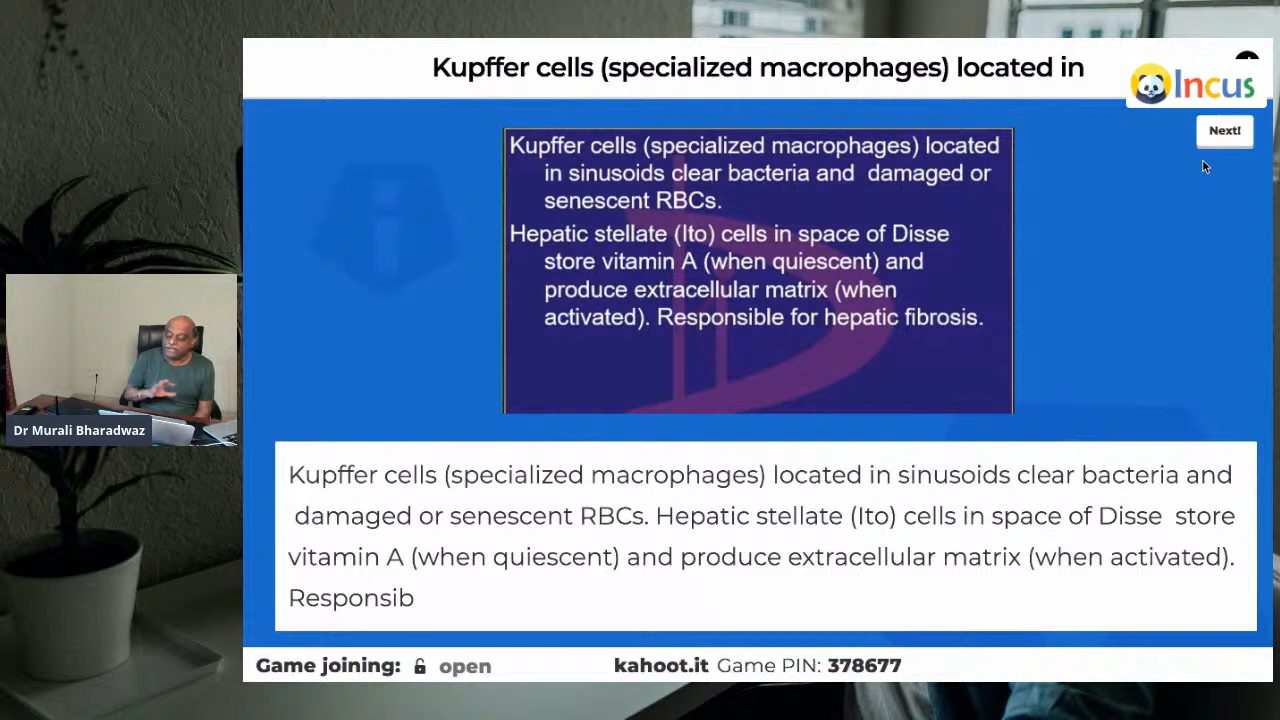 Kupffer cells (specialized macrophages) located in
Incus
Next!
Kupffer cells (specialized macrophages) located
in sinusoids clear bacteria and damaged or
senescent RBCs.
Hepatic stellate (Ito) cells in space of Disse
store vitamin A (when quiescent) and
produce extracellular matrix (when
activated). Responsible for hepatic fibrosis.
Dr Murali Bharadwaz
Kupffer cells (specialized macrophages) located in sinusoids clear bacteria and
damaged or senescent RBCs. Hepatic stellate (Ito) cells in space of Disse store
vitamin A (when quiescent) and produce extracellular matrix (when activated).
Responsib
Game joining: open
kahoot.it Game PIN: 378677